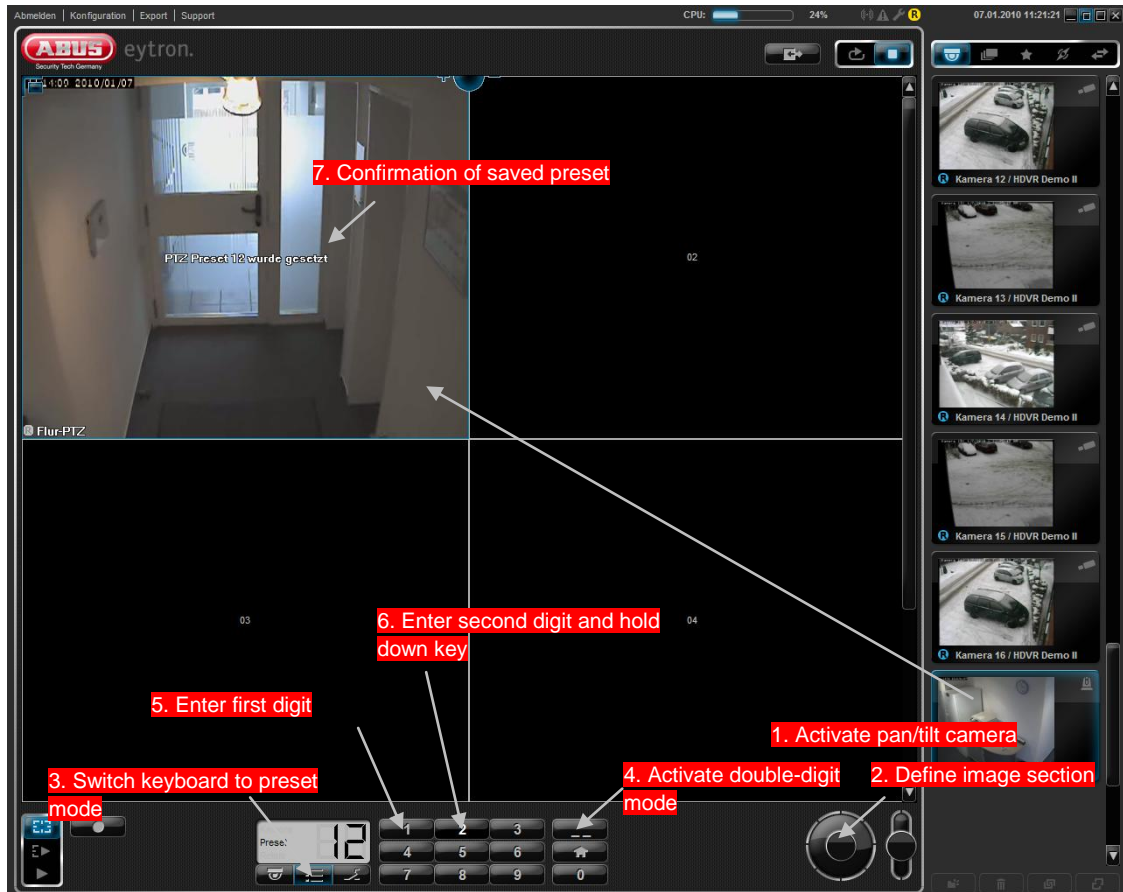 Abmelden | Konfiguration | Export | Support
CPU: 24%
R
07.01.2010 11:21:21
ABUS
Security Tech Germany
eytron.
14:09 2010/01/07
7. Confirmation of saved preset
PTZ Preset 12 wurde gesetzt
R Flur-PTZ
02
03
04
R Kamera 12 / HDVR Demo II
R Kamera 13 / HDVR Demo II
R Kamera 14 / HDVR Demo II
R Kamera 15 / HDVR Demo II
R Kamera 16 / HDVR Demo II
6. Enter second digit and hold
down key
5. Enter first digit
1. Activate pan/tilt camera
3. Switch keyboard to preset
mode
4. Activate double-digit
mode
2. Define image section
Preset
12
1 2 3 _ _
4 5 6
7 8 9 0